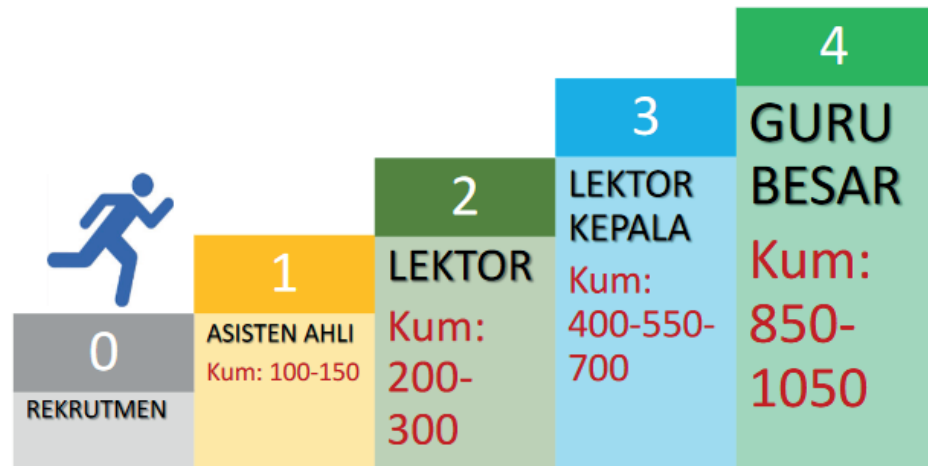 0
REKRUTMEN
1
ASISTEN AHLI
Kum: 100-150
2
LEKTOR
Kum:
200-
300
3
LEKTOR
KEPALA
Kum:
400-550-
700
4
GURU
BESAR
Kum:
850-
1050